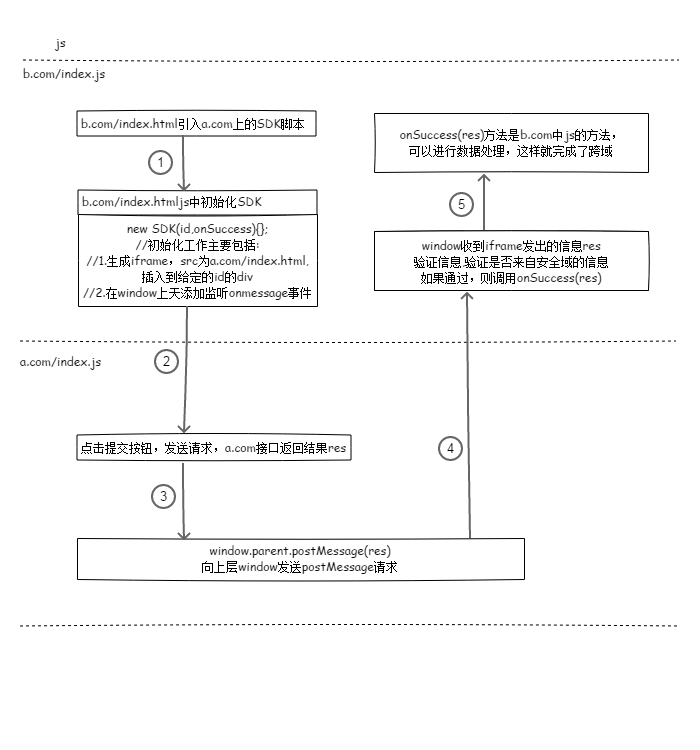 js
b.com/index.js
b.com/index.html引入a.com上的SDK脚本
1
b.com/index.htmljs中初始化SDK
new SDK(id,onSuccess){};
//初始化工作主要包括:
//1.生成iframe，src为a.com/index.html,
插入到给定的id的div
//2.在window上天添加监听onmessage事件
onSuccess(res)方法是b.com中js的方法，
可以进行数据处理，这样就完成了跨域
5
window收到iframe发出的信息res
验证信息.验证是否来自安全域的信息
如果通过，则调用onSuccess(res)
a.com/index.js
2
点击提交按钮，发送请求，a.com接口返回结果res
4
3
window.parent.postMessage(res)
向上层window发送postMessage请求